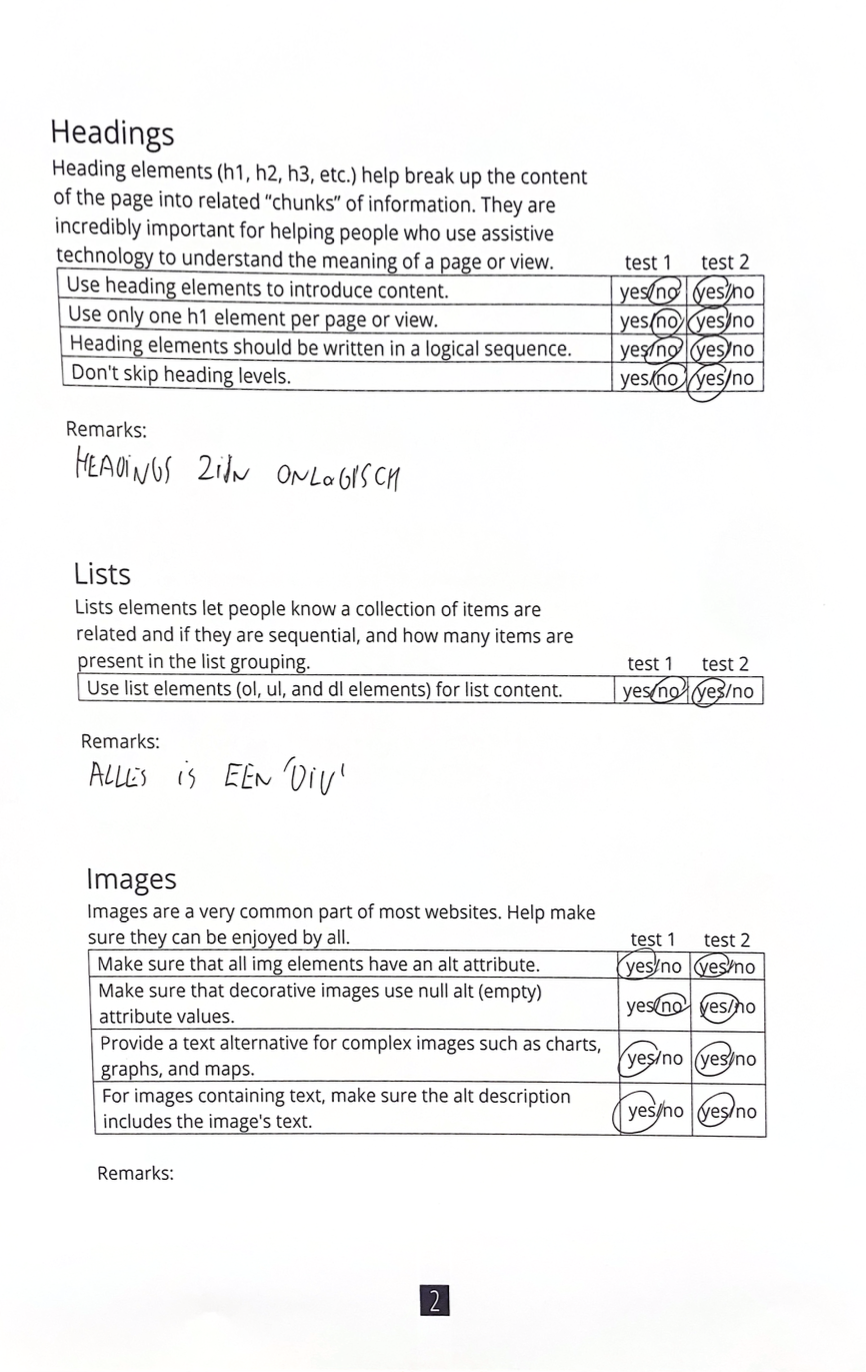 Headings
Heading elements (h1, h2, h3, etc.) help break up the content
of the page into related “chunks” of information. They are
incredibly important for helping people who use assistive
technology to understand the meaning of a page or view. test 1 test 2
Use heading elements to introduce content. yes/no yes/no
Use only one h1 element per page or view. yes/no yes/no
Heading elements should be written in a logical sequence. yes/no yes/no
Don't skip heading levels. yes/no yes/no
Remarks:
HEADiNGS ZiJN ONLOGISCH
Lists
Lists elements let people know a collection of items are
related and if they are sequential, and how many items are
present in the list grouping. test 1 test 2
Use list elements (ol, ul, and dl elements) for list content. yes/no yes/no
Remarks:
ALLES is EEN 'DiV'
Images
Images are a very common part of most websites. Help make
sure they can be enjoyed by all. test 1 test 2
Make sure that all img elements have an alt attribute. yes/no yes/no
Make sure that decorative images use null alt (empty)
attribute values. yes/no yes/no
Provide a text alternative for complex images such as charts,
graphs, and maps. yes/no yes/no
For images containing text, make sure the alt description
includes the image's text. yes/no yes/no
Remarks:
2